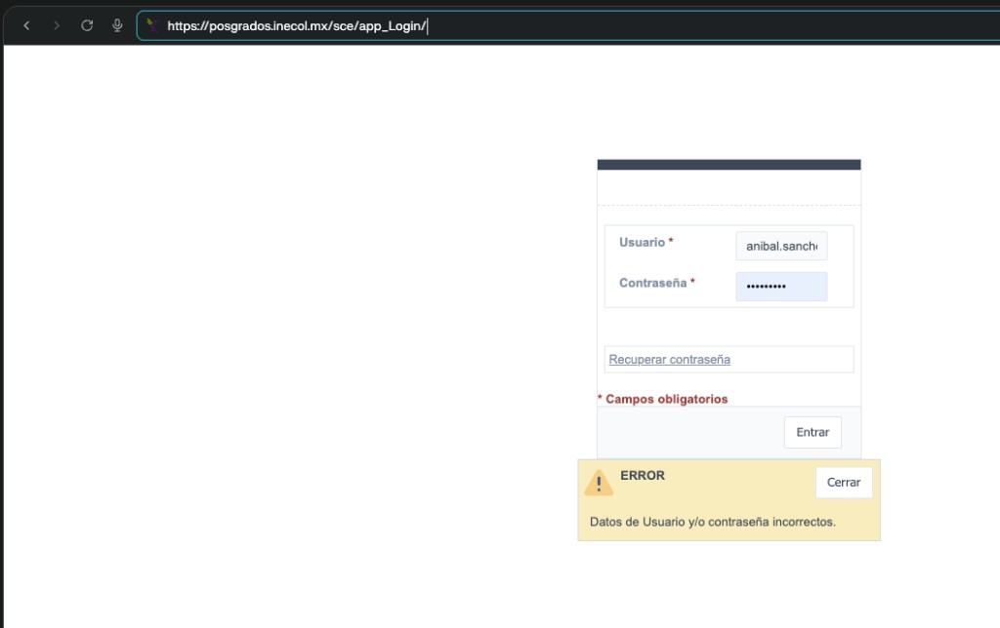 https://posgrados.inecol.mx/sce/app_Login/
Usuario *
anibal.sanch
Contraseña *
•••••••••
Recuperar contraseña
* Campos obligatorios
Entrar
ERROR
Cerrar
Datos de Usuario y/o contraseña incorrectos.